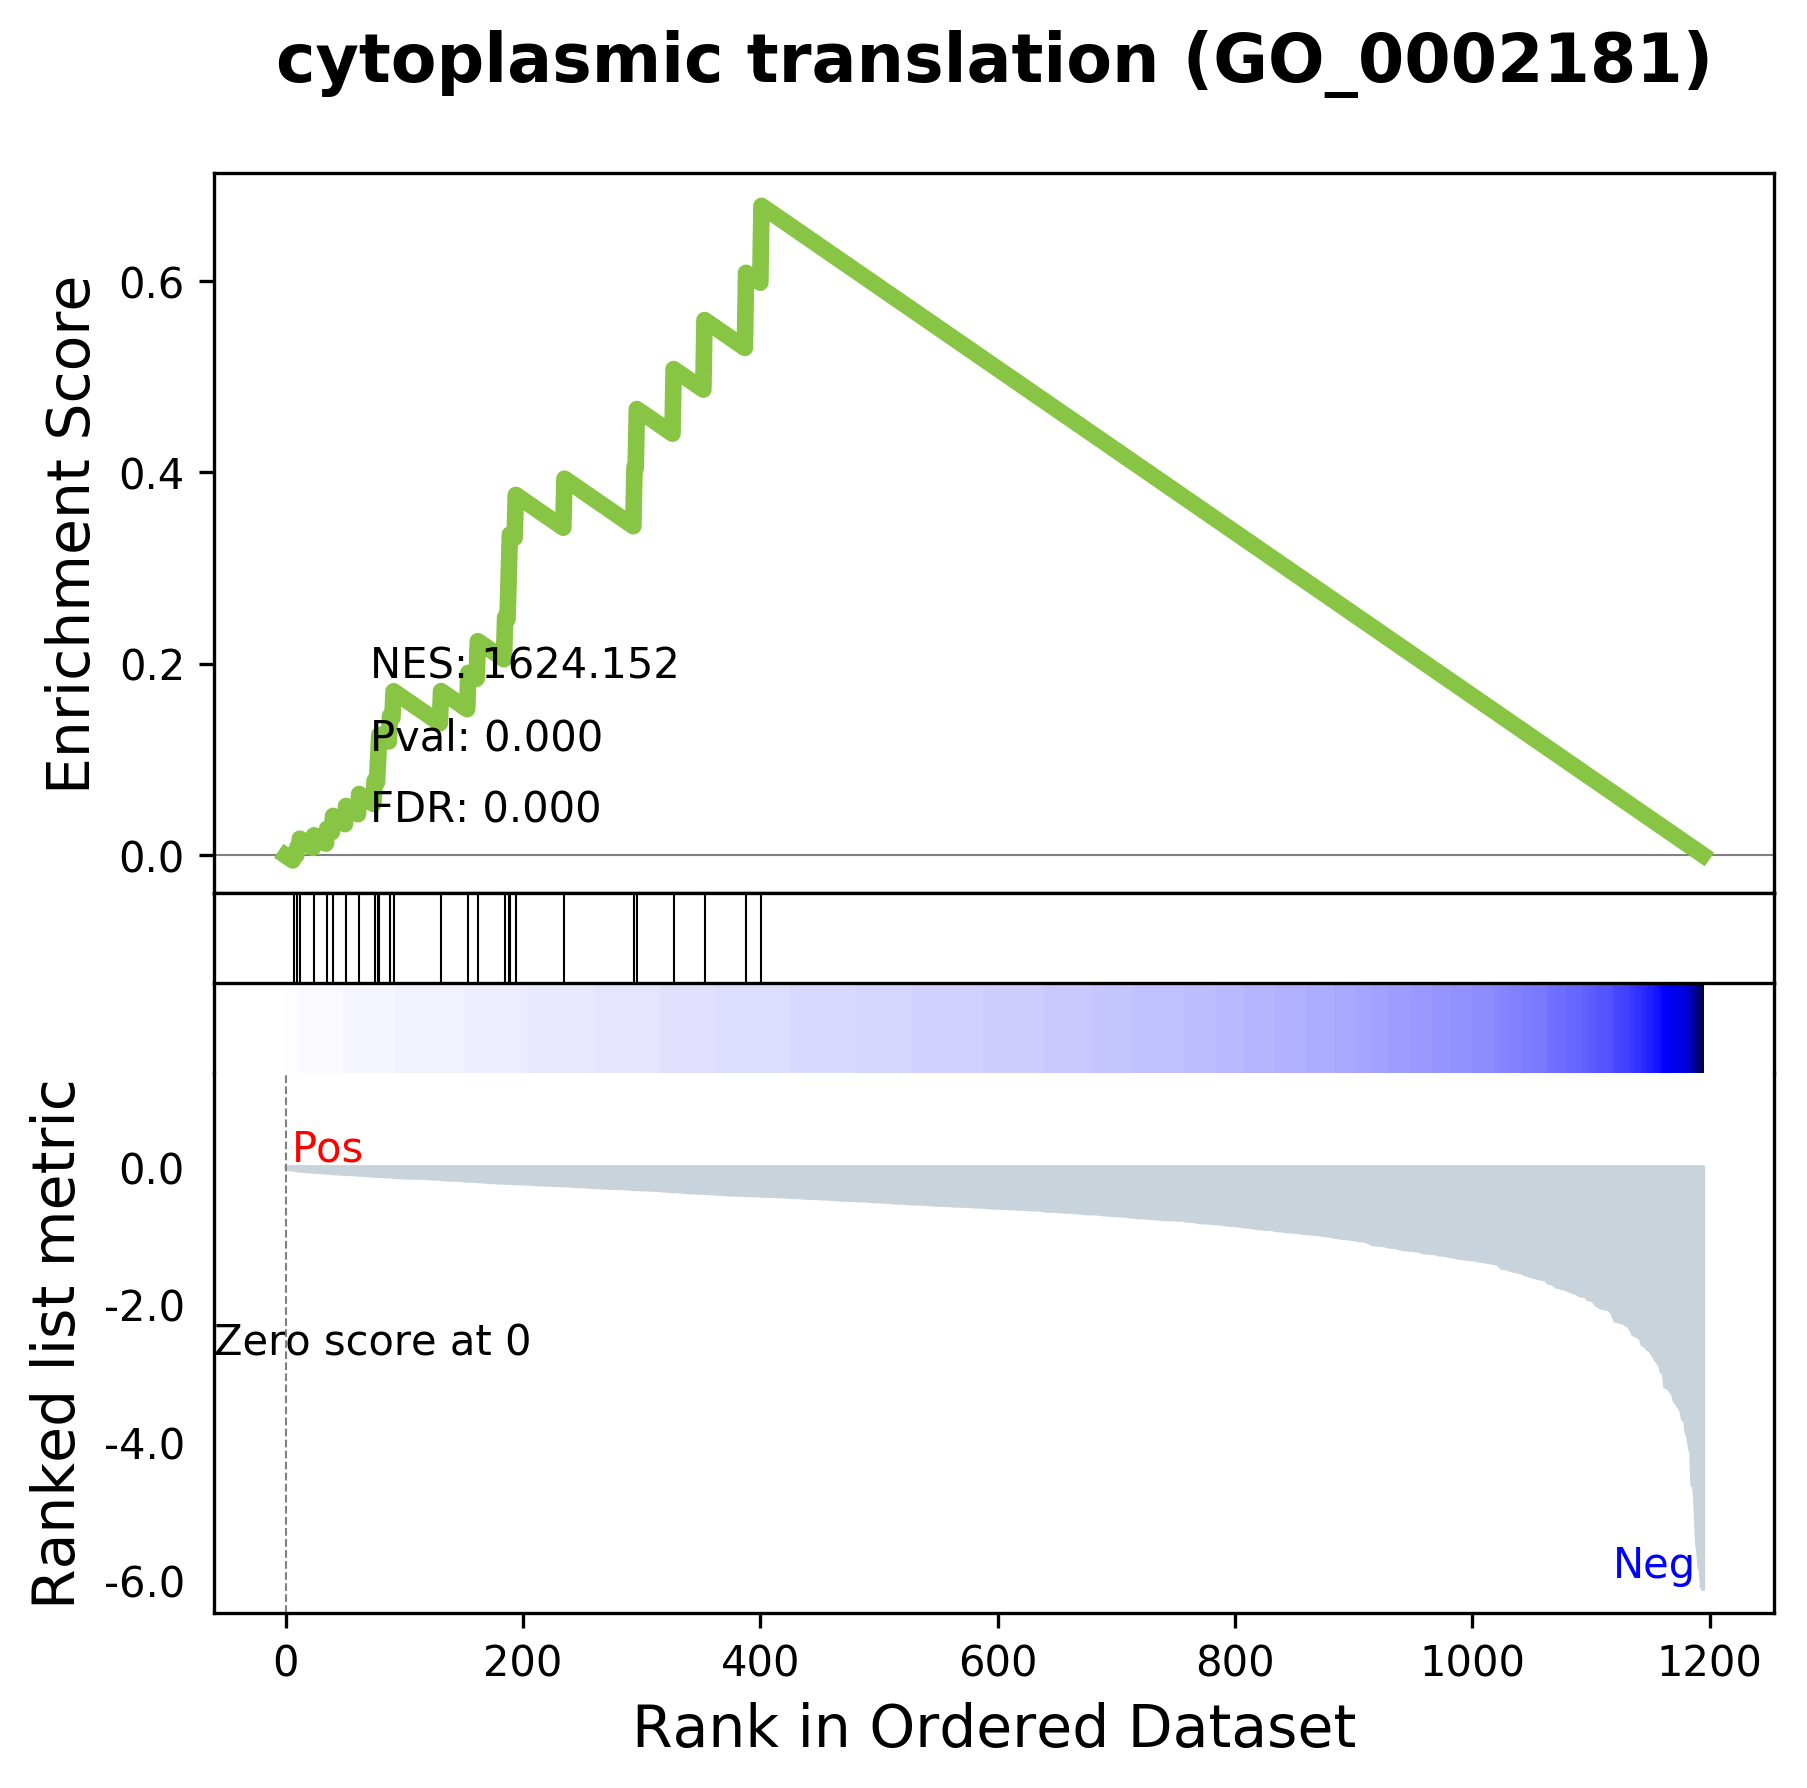 cytoplasmic translation (GO_0002181)
Enrichment Score
0.6
0.4
0.2
0.0
NES: 1624.152
Pval: 0.000
FDR: 0.000
Ranked list metric
Pos
0.0
-2.0
Zero score at 0
-4.0
-6.0
Neg
0 200 400 600 800 1000 1200
Rank in Ordered Dataset